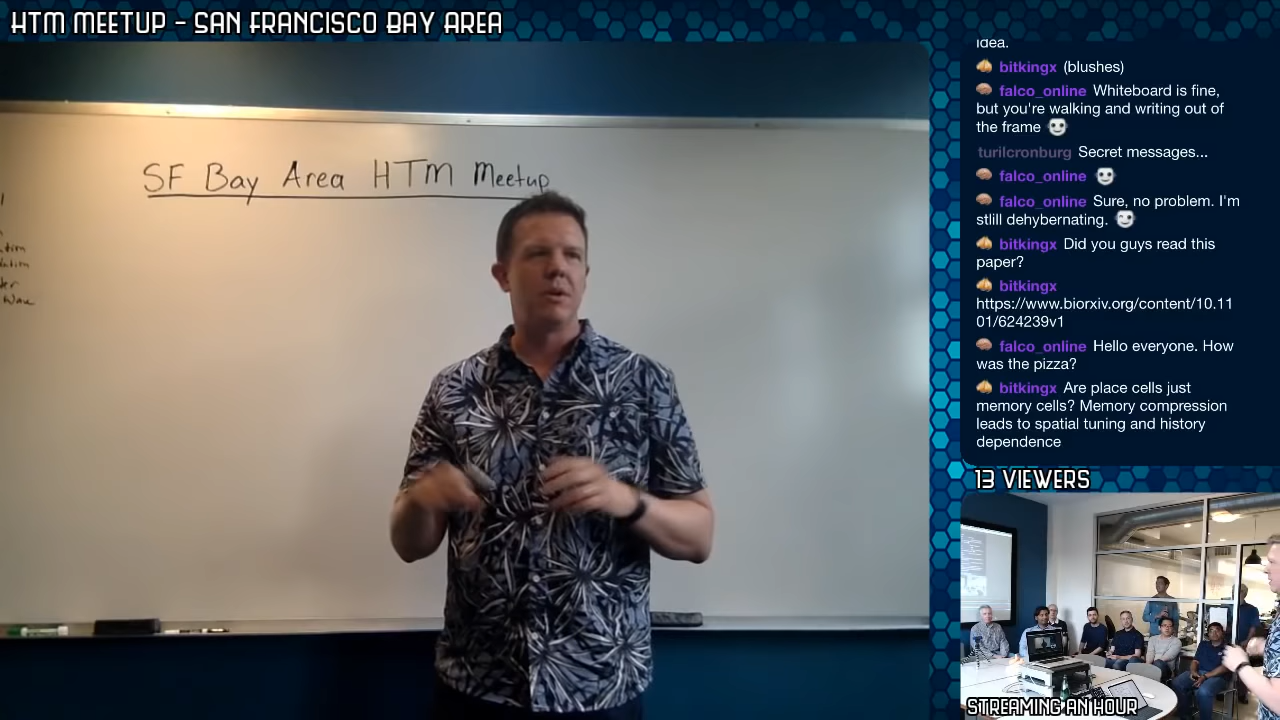 HTM MEETUP - SAN FRANCISCO BAY AREA
SF Bay Area HTM Meetup
idea.
bitkingx (blushes)
falco_online Whiteboard is fine,
but you're walking and writing out of
the frame
turilcronburg Secret messages...
falco_online
falco_online Sure, no problem. I'm
stlill dehybernating.
bitkingx Did you guys read this
paper?
bitkingx
https://www.biorxiv.org/content/10.11
01/624239v1
falco_online Hello everyone. How
was the pizza?
bitkingx Are place cells just
memory cells? Memory compression
leads to spatial tuning and history
dependence
13 VIEWERS
STREAMING AN HOUR